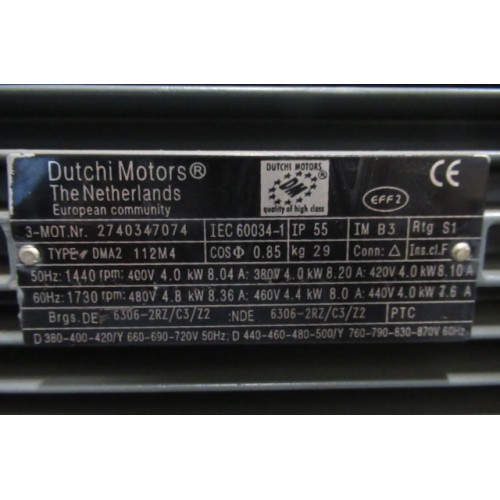 Dutchi Motors®
The Netherlands
European community
DUTCHI MOTORS
DM
quality of high class
CE
EFF2
3-MOT.Nr. 2740347074 IEC 60034-1 IP 55 IM B3 Rtg S1
TYPE DMA2 112M4 COS Φ 0.85 kg 29 Conn: △ Ins.cl.F
50Hz: 1440 rpm: 400V 4.0 kW 8.04 A: 380V 4.0 kW 8.20 A: 420V 4.0 kW 8.10 A
60Hz: 1730 rpm: 480V 4.8 kW 8.36 A: 460V 4.4 kW 8.0 A: 440V 4.0 kW 7.6 A
Brgs.DE 6306-2RZ/C3/Z2 :NDE 6306-2RZ/C3/Z2 PTC
D 380-400-420/Y 660-690-720V 50Hz; D 440-460-480-500/Y 760-790-830-870V 60Hz